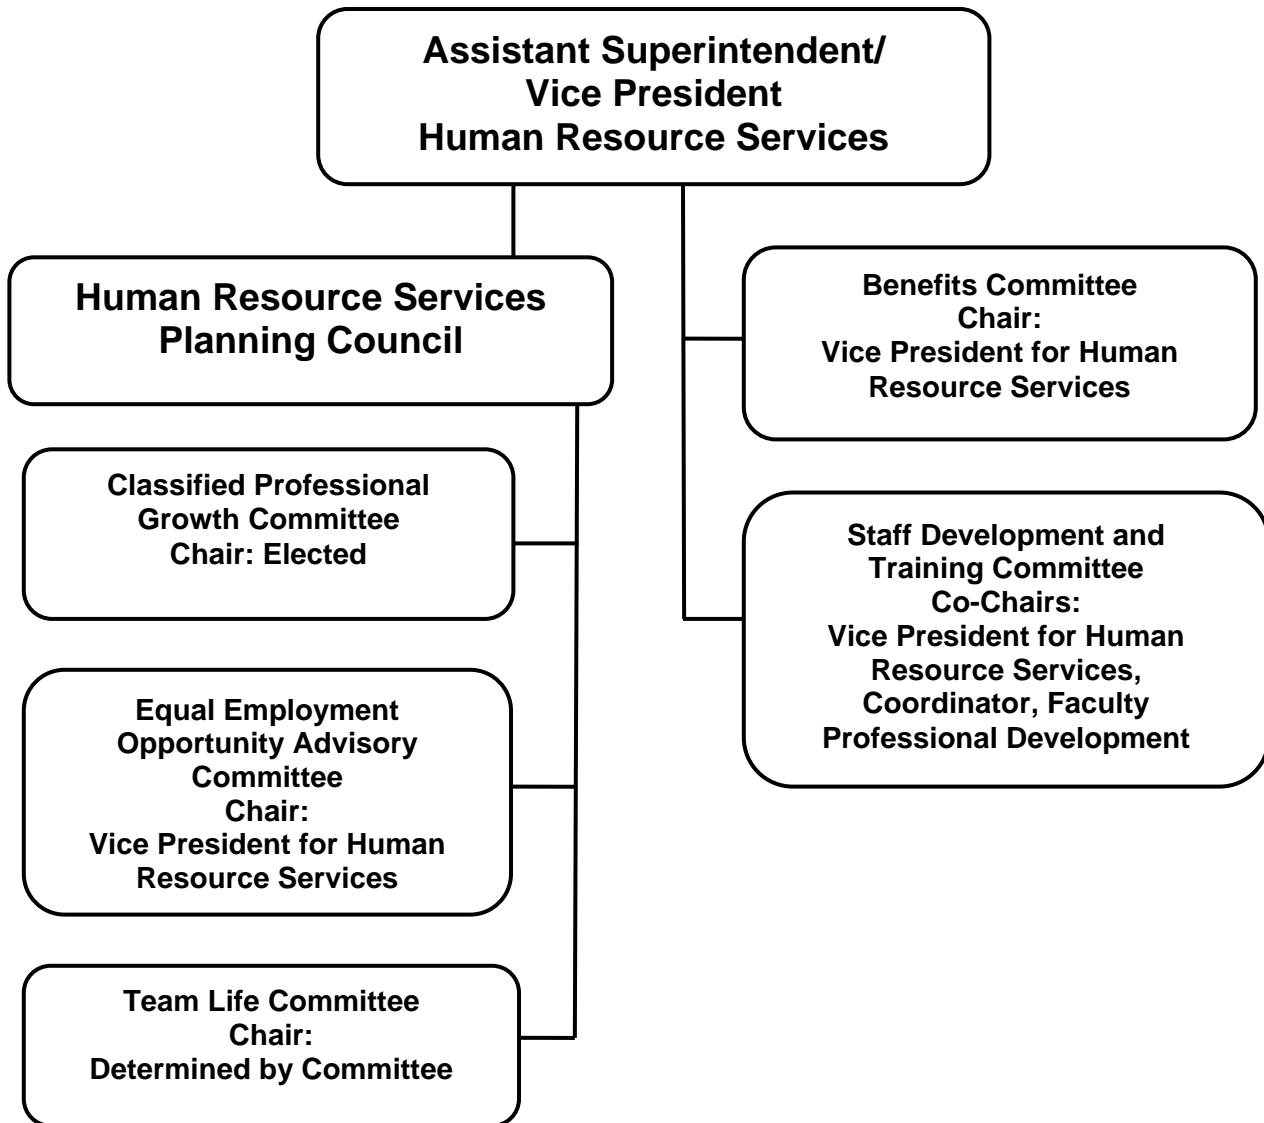 Assistant Superintendent/
Vice President
Human Resource Services
Human Resource Services
Planning Council
Classified Professional
Growth Committee
Chair: Elected
Equal Employment
Opportunity Advisory
Committee
Chair:
Vice President for Human
Resource Services
Team Life Committee
Chair:
Determined by Committee
Benefits Committee
Chair:
Vice President for Human
Resource Services
Staff Development and
Training Committee
Co-Chairs:
Vice President for Human
Resource Services,
Coordinator, Faculty
Professional Development